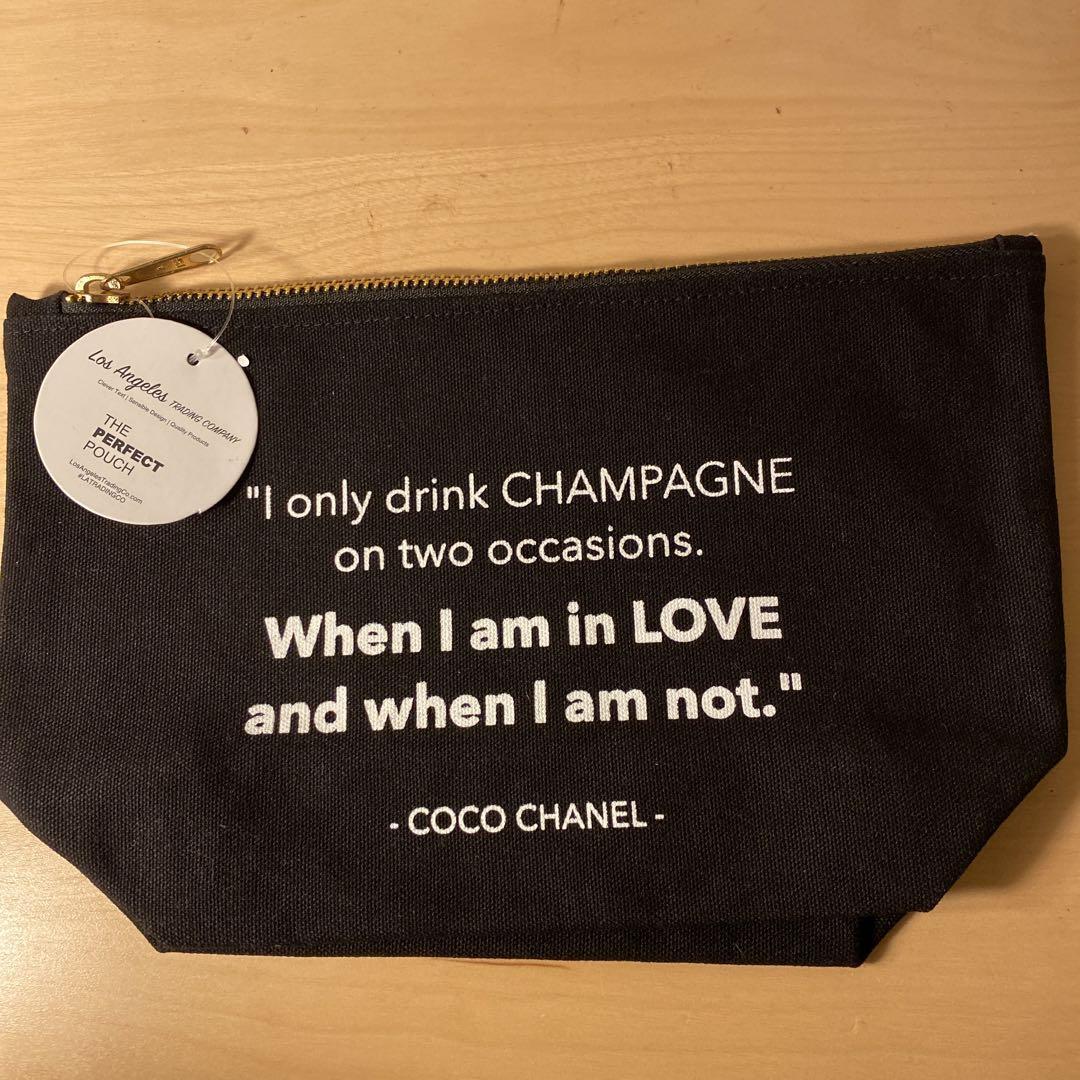 Los Angeles TRADING COMPANY
Clever Text | Sensible Design | Quality Products
THE
PERFECT
POUCH
LosAngelesTradingCo.com
#LATRADINGCO
"I only drink CHAMPAGNE
on two occasions.
When I am in LOVE
and when I am not."
- COCO CHANEL -